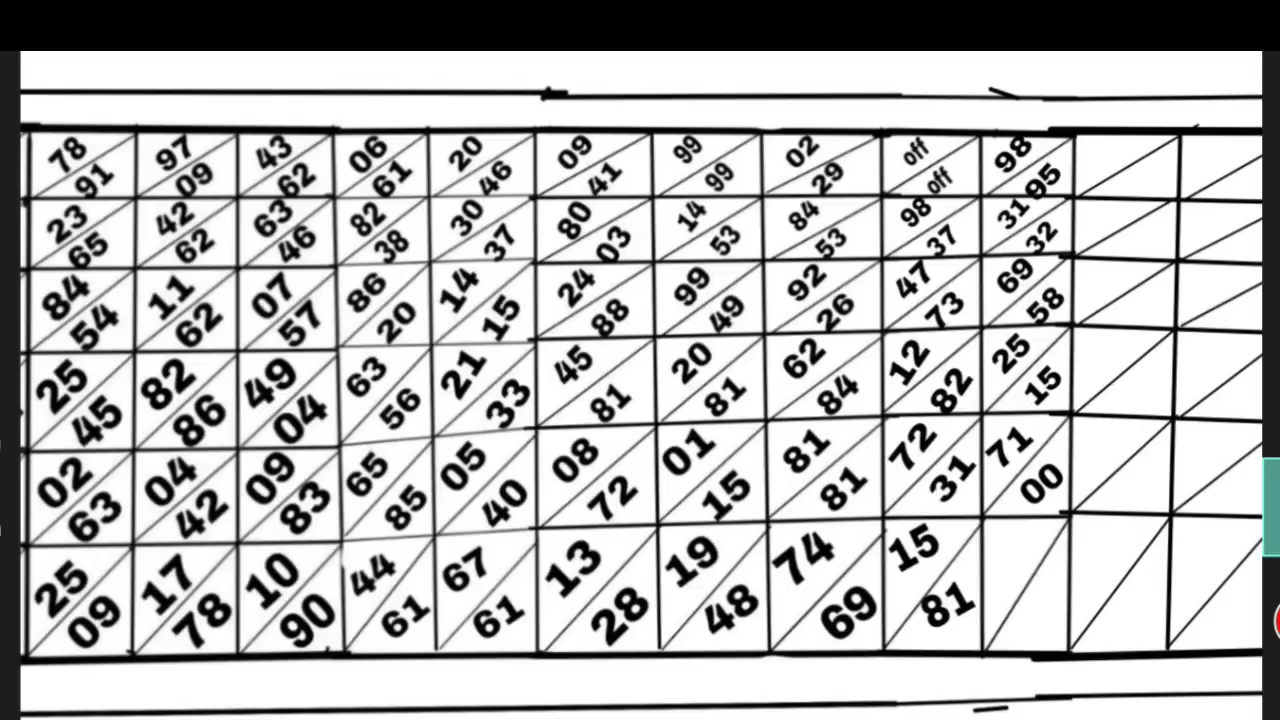 78 97 43 06 20 09 99 02 off 98
91 09 62 61 46 41 99 29 off 95
23 42 63 82 30 80 14 84 98 31
65 62 46 38 37 03 53 53 37 32
84 11 07 86 14 24 99 92 47 69
54 62 57 20 15 88 49 26 73 58
25 82 49 63 21 45 20 62 12 25
45 86 04 56 33 81 81 84 82 15
02 04 09 65 05 08 01 81 72 71
63 42 83 85 40 72 15 81 31 00
25 17 10 44 67 13 19 74 15
09 78 90 61 61 28 48 69 81